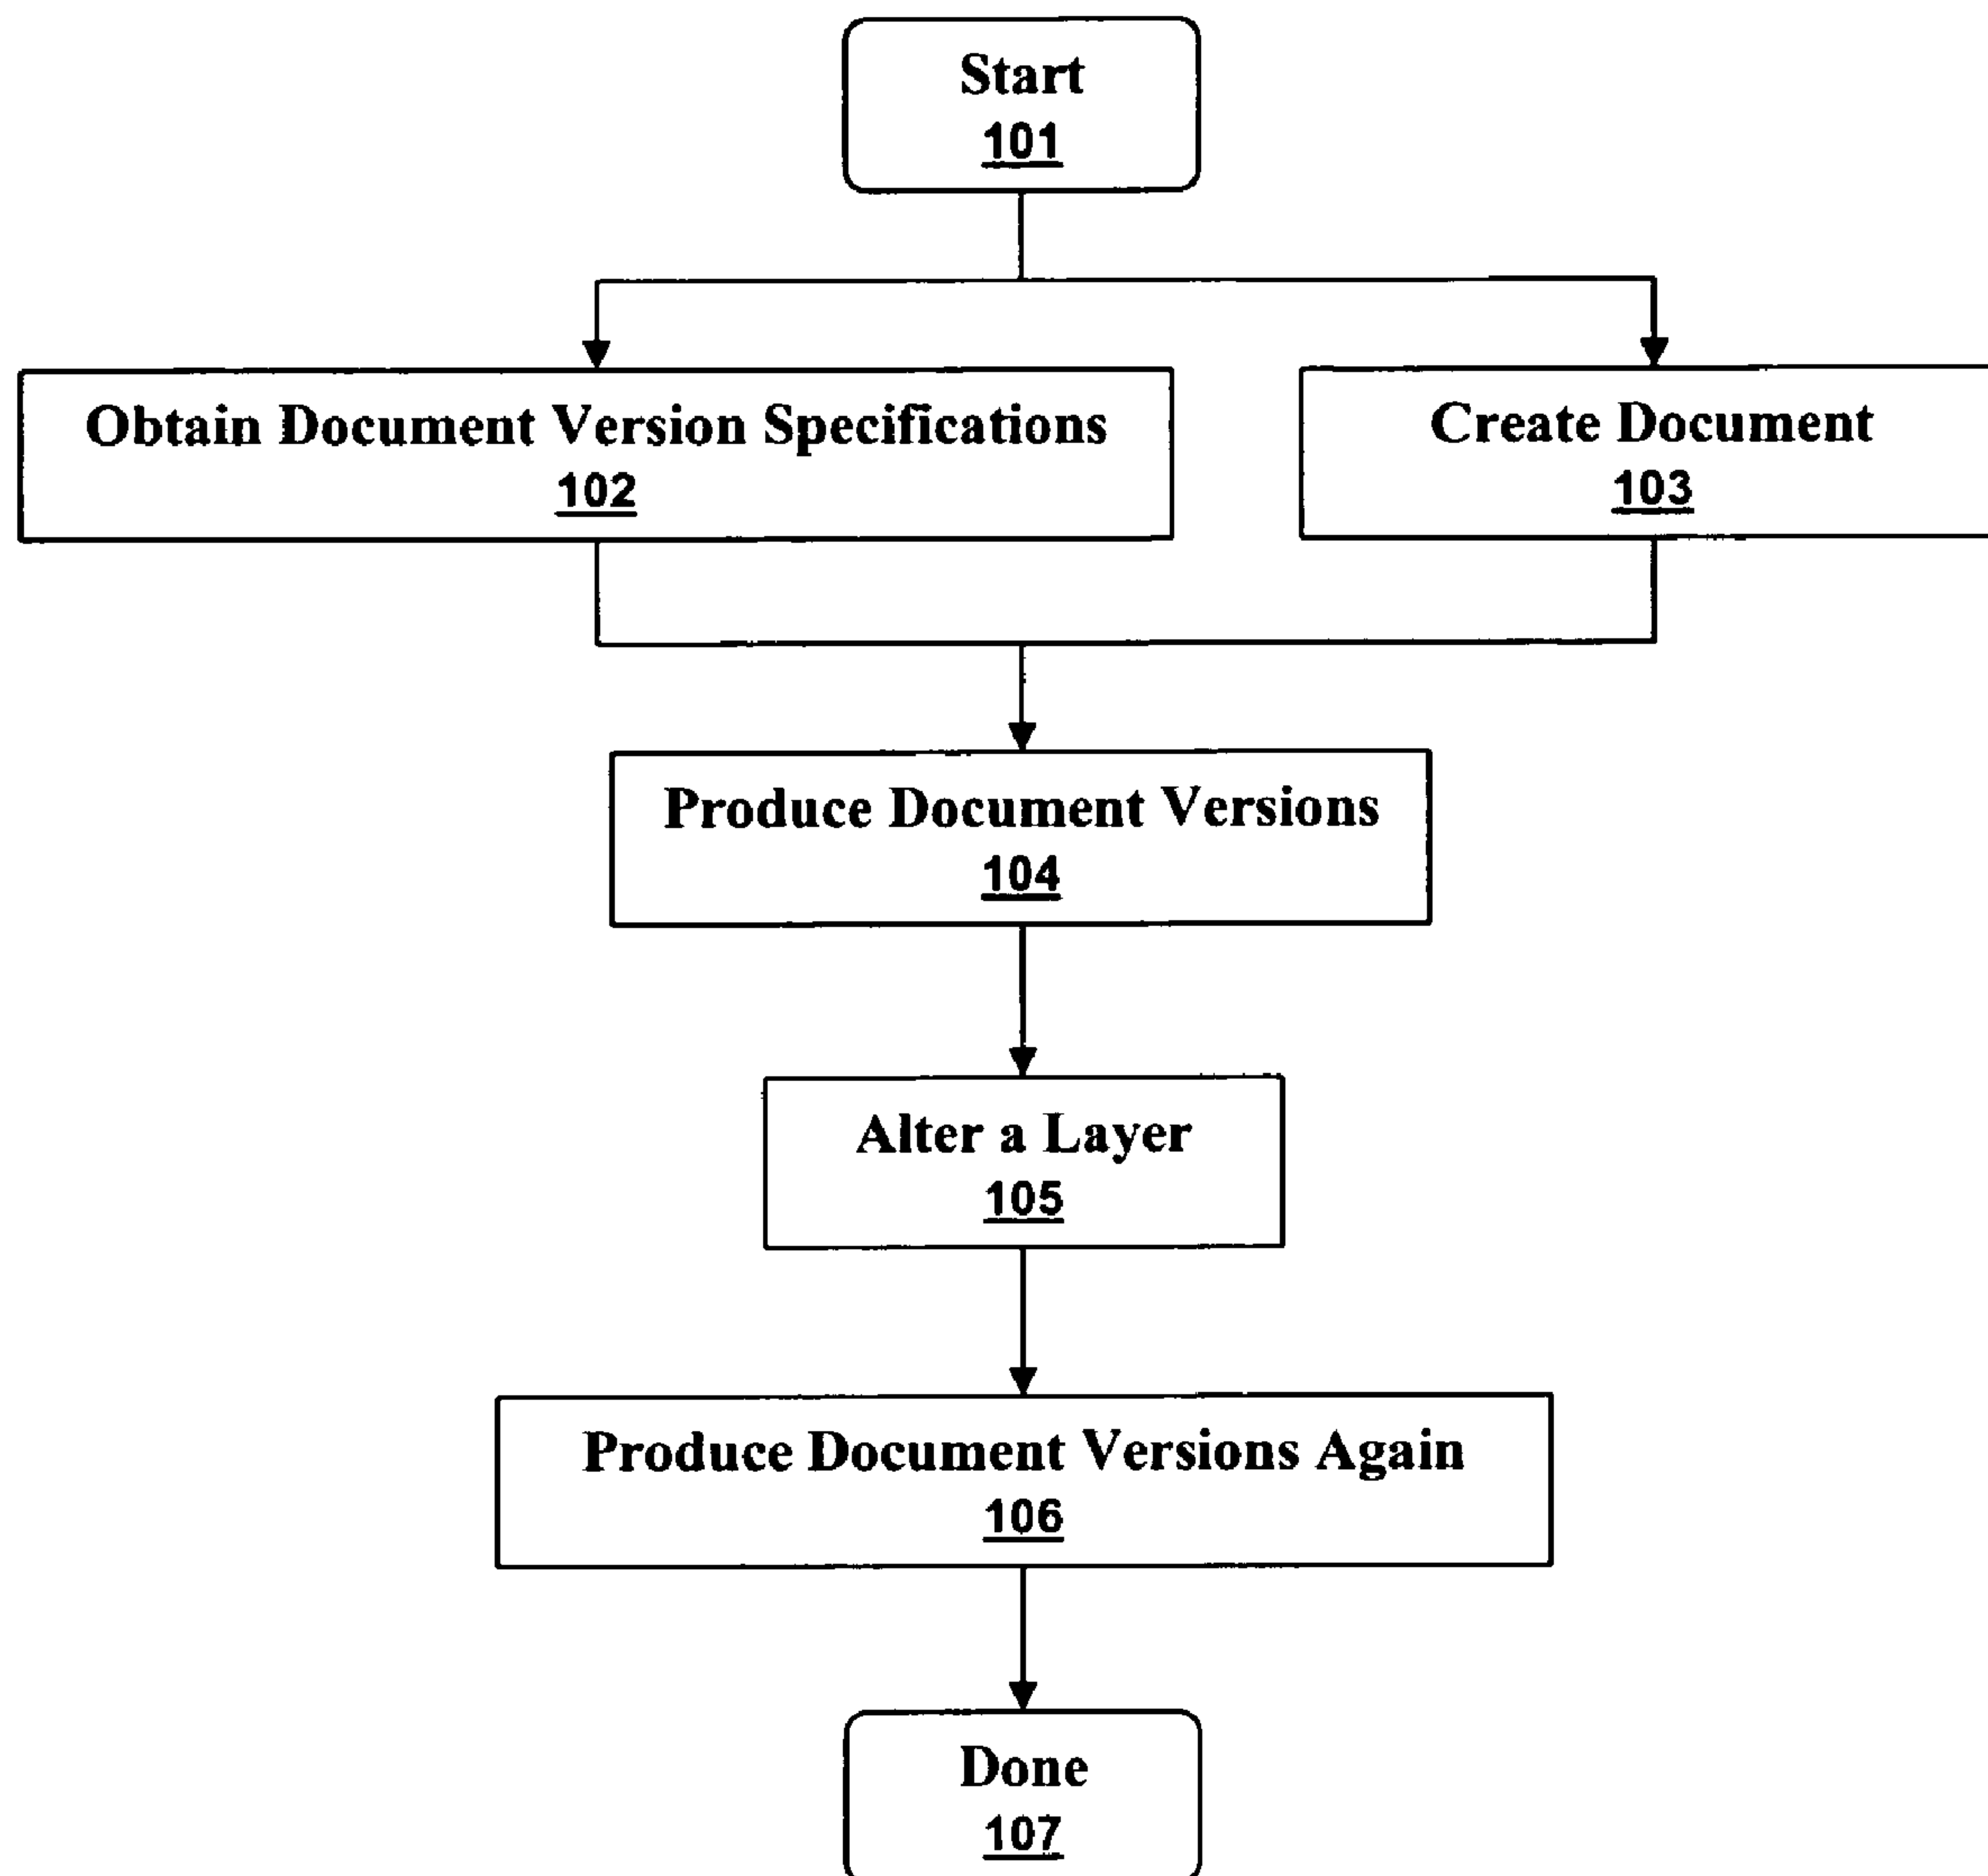 Start
101
Obtain Document Version Specifications
102
Create Document
103
Produce Document Versions
104
Alter a Layer
105
Produce Document Versions Again
106
Done
107